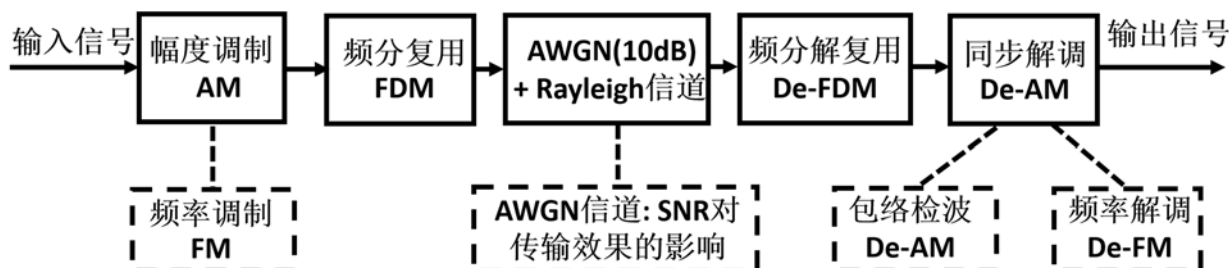 输入信号
幅度调制
AM
频分复用
FDM
AWGN(10dB)
+ Rayleigh信道
频分解复用
De-FDM
同步解调
De-AM
输出信号
频率调制
FM
AWGN信道: SNR对
传输效果的影响
包络检波
De-AM
频率解调
De-FM